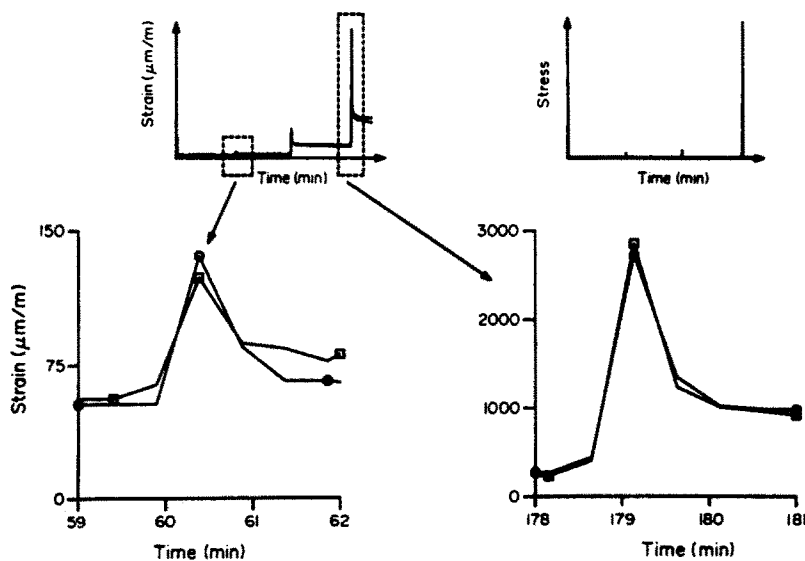 Strain (μm/m)
Time (min)
Stress
Time (min)
150
75
0
Strain (μm/m)
59
60
61
62
Time (min)
3000
2000
1000
0
178
179
180
181
Time (min)